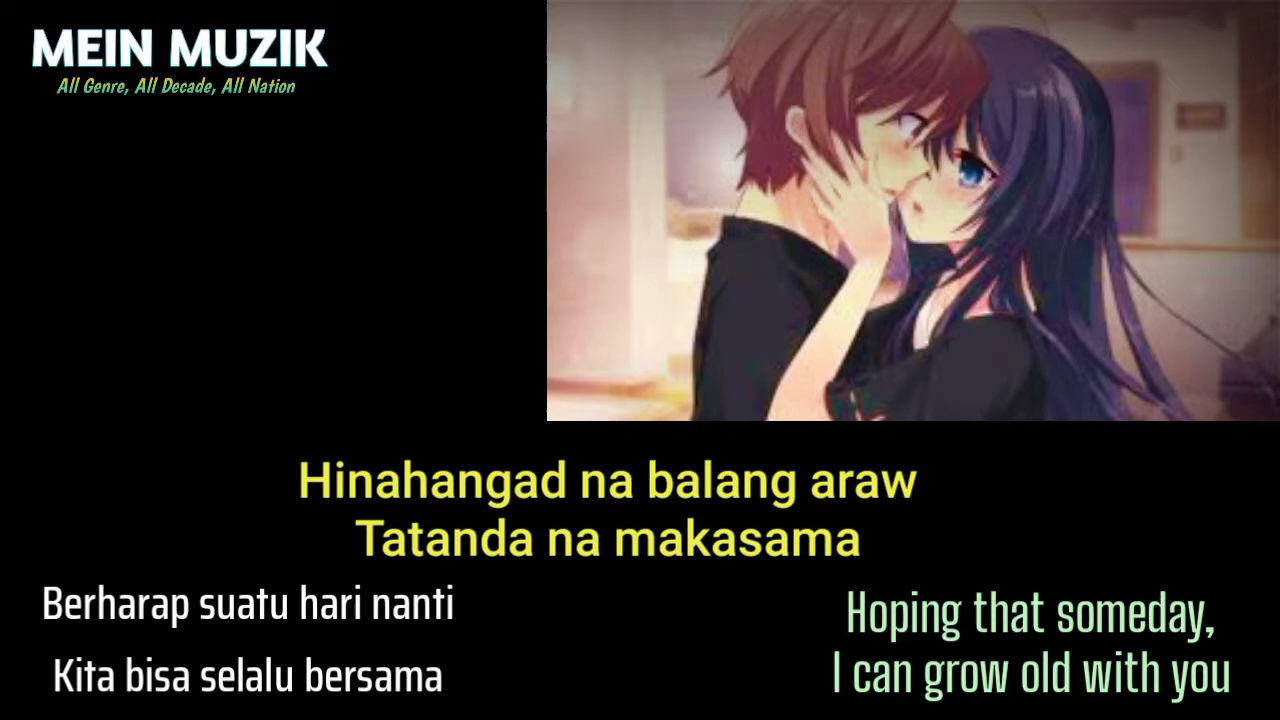 MEIN MUZIK
All Genre, All Decade, All Nation
Hinahangad na balang araw
Tatanda na makasama
Berharap suatu hari nanti
Kita bisa selalu bersama
Hoping that someday,
I can grow old with you